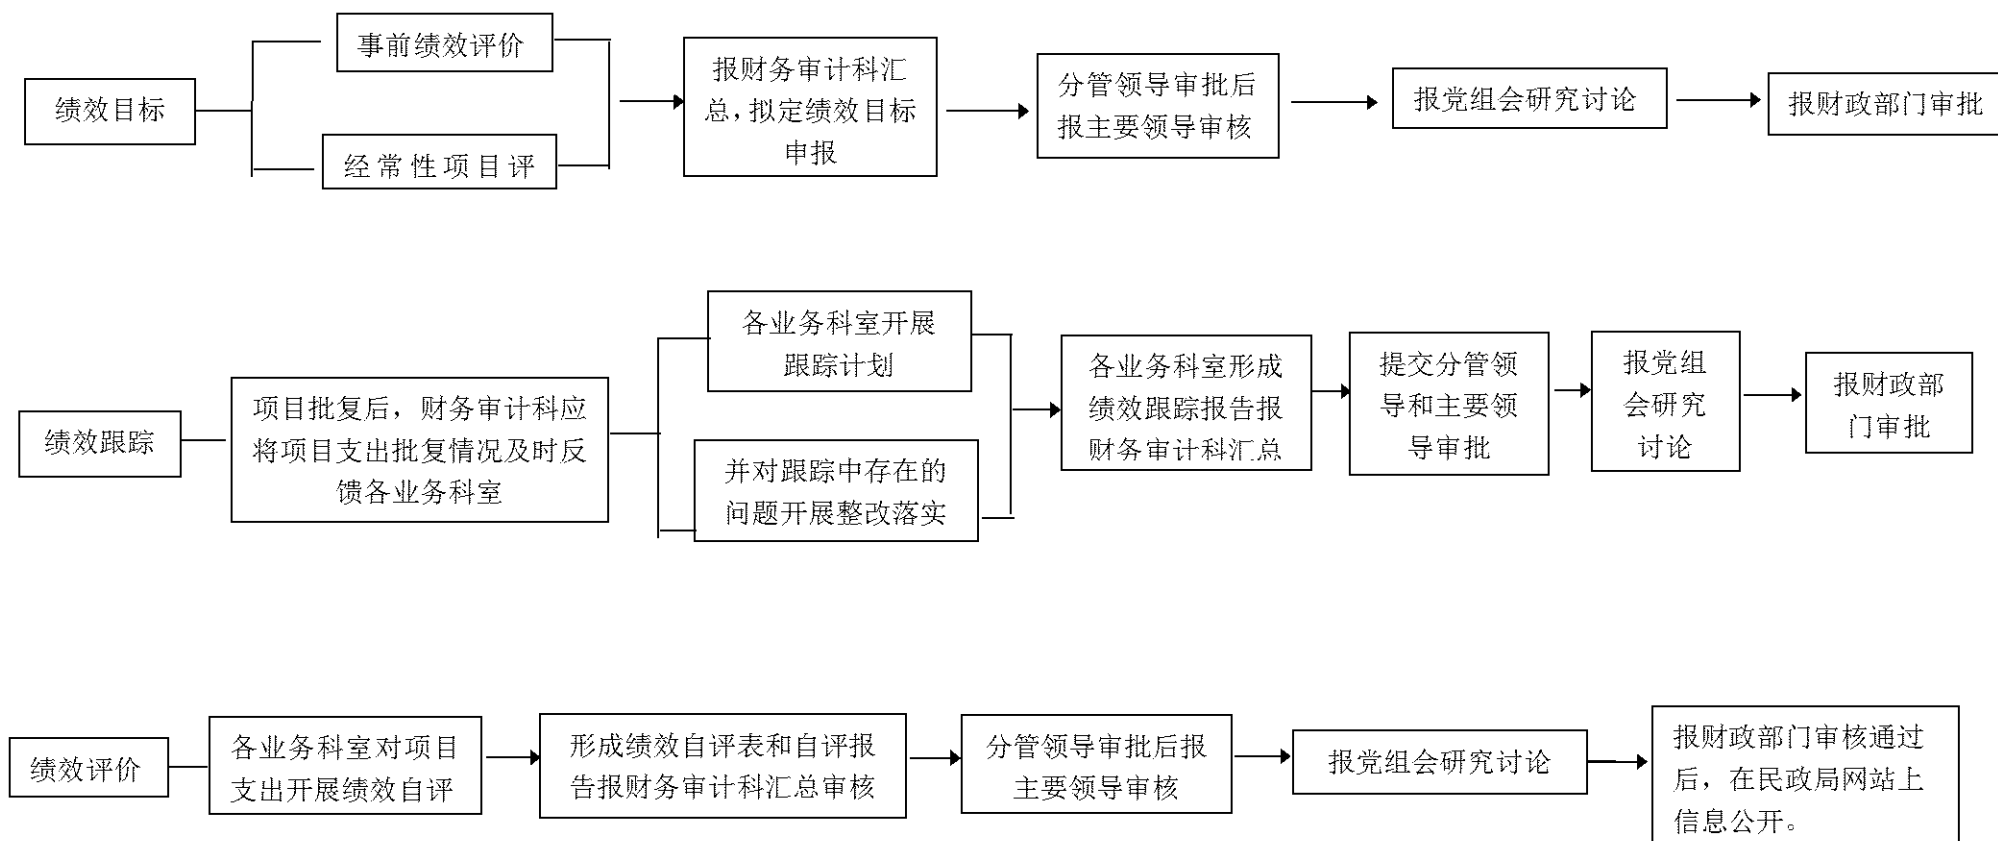 绩效目标
事前绩效评价
经常性项目评
报财务审计科汇
总，拟定绩效目标
申报
分管领导审批后
报主要领导审核
报党组会研究讨论
报财政部门审批
绩效跟踪
项目批复后，财务审计科应
将项目支出批复情况及时反
馈各业务科室
各业务科室开展
跟踪计划
并对跟踪中存在的
问题开展整改落实
各业务科室形成
绩效跟踪报告报
财务审计科汇总
提交分管领
导和主要领
导审批
报党组
会研究
讨论
报财政部
门审批
绩效评价
各业务科室对项目
支出开展绩效自评
形成绩效自评表和自评报
告报财务审计科汇总审核
分管领导审批后报
主要领导审核
报党组会研究讨论
报财政部门审核通过
后，在民政局网站上
信息公开。